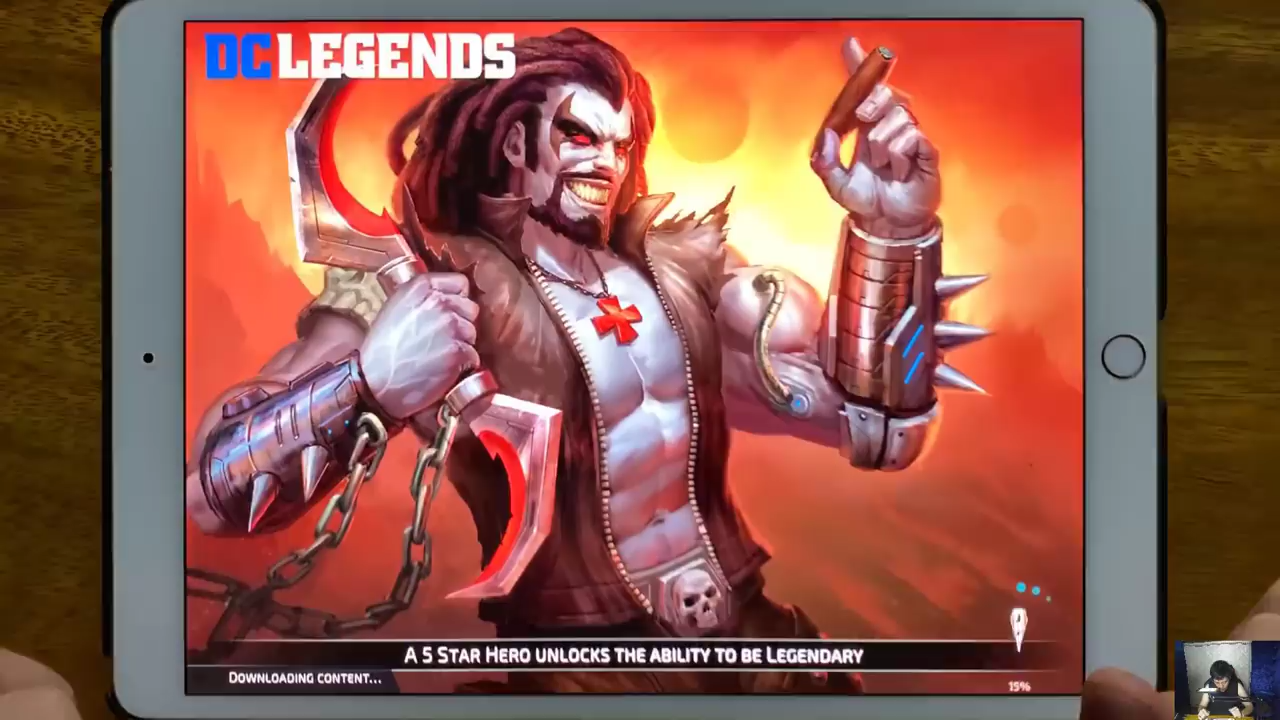 DC LEGENDS
A 5 STAR HERO UNLOCKS THE ABILITY TO BE LEGENDARY
DOWNLOADING CONTENT...
15%